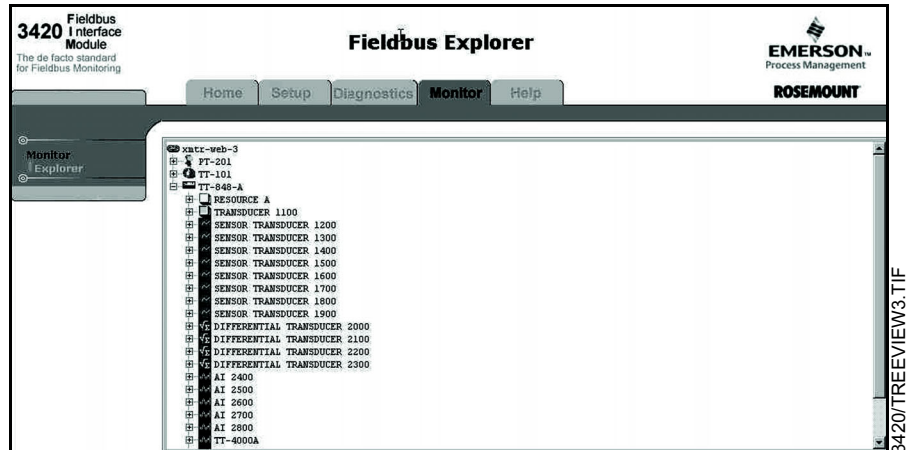 3420 Fieldbus
Interface
Module
The de facto standard
for Fieldbus Monitoring
Fieldbus Explorer
EMERSON™
Process Management
ROSEMOUNT
Home Setup Diagnostics Monitor Help
Monitor
Explorer
xmtr-web-3
PT-201
TT-101
TT-848-A
RESOURCE A
TRANSDUCER 1100
SENSOR TRANSDUCER 1200
SENSOR TRANSDUCER 1300
SENSOR TRANSDUCER 1400
SENSOR TRANSDUCER 1500
SENSOR TRANSDUCER 1600
SENSOR TRANSDUCER 1700
SENSOR TRANSDUCER 1800
SENSOR TRANSDUCER 1900
DIFFERENTIAL TRANSDUCER 2000
DIFFERENTIAL TRANSDUCER 2100
DIFFERENTIAL TRANSDUCER 2200
DIFFERENTIAL TRANSDUCER 2300
AI 2400
AI 2500
AI 2600
AI 2700
AI 2800
TT-4000A
3420/TREEVIEW3.TIF